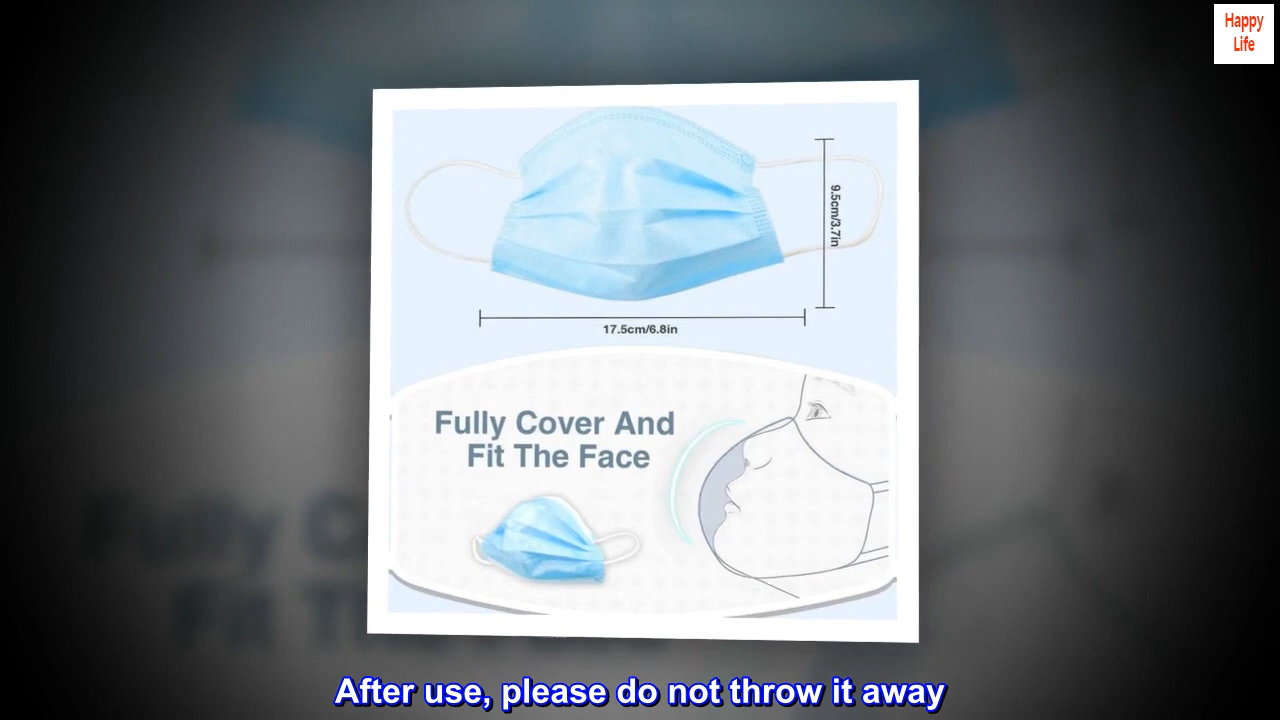 Happy
Life
9.5cm/3.7in
17.5cm/6.8in
Fully Cover And
Fit The Face
After use, please do not throw it away